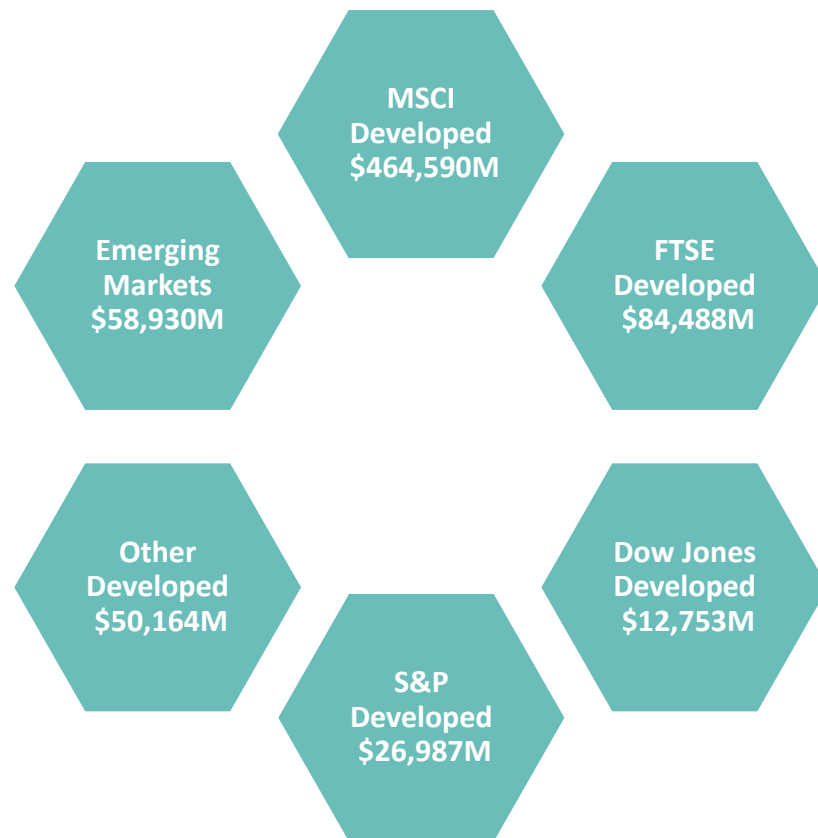 MSCI
Developed
$464,590M
FTSE
Developed
$84,488M
Dow Jones
Developed
$12,753M
S&P
Developed
$26,987M
Other
Developed
$50,164M
Emerging
Markets
$58,930M